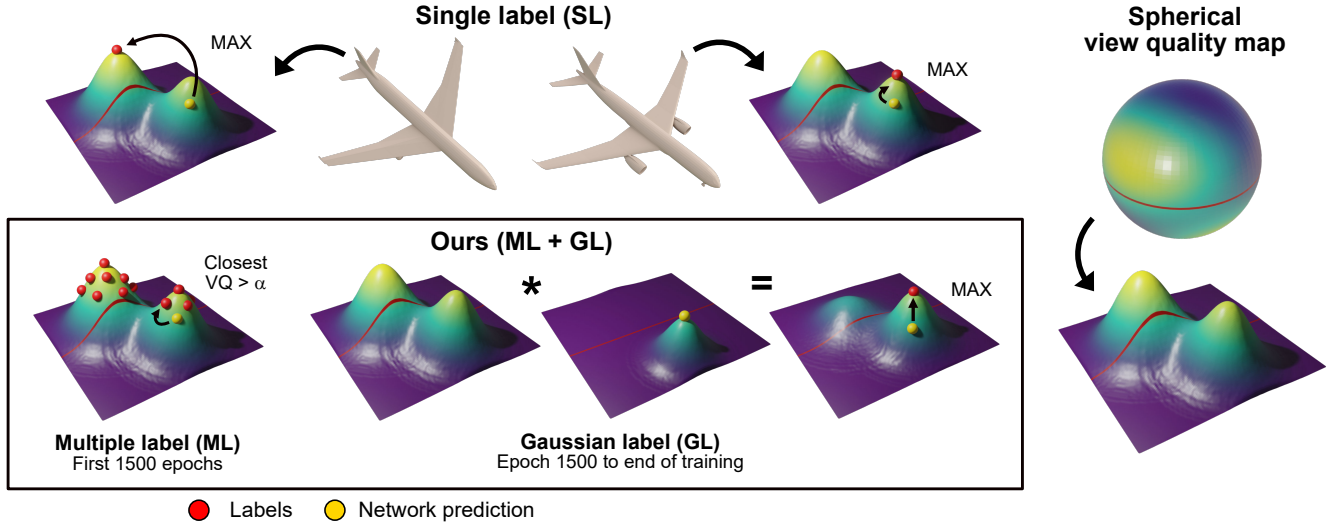 Single label (SL)
MAX
MAX
Spherical
view quality map
Ours (ML + GL)
Closest
VQ > α
*
=
MAX
Multiple label (ML)
First 1500 epochs
Gaussian label (GL)
Epoch 1500 to end of training
Labels
Network prediction